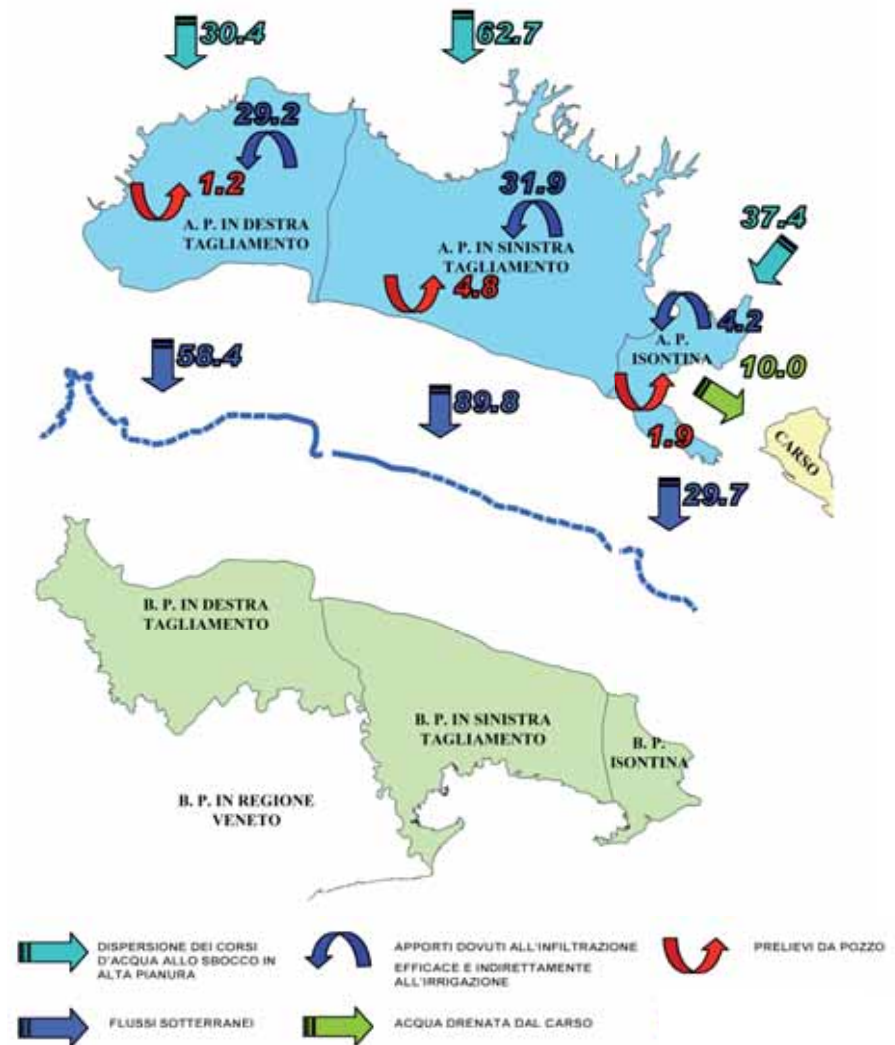 30.4
62.7
29.2
1.2
31.9
37.4
A. P. IN DESTRA
TAGLIAMENTO
A. P. IN SINISTRA
TAGLIAMENTO
4.8
4.2
A. P.
ISONTINA
10.0
58.4
89.8
1.9
CARSO
29.7
B. P. IN DESTRA
TAGLIAMENTO
B. P. IN SINISTRA
TAGLIAMENTO
B. P.
ISONTINA
B. P. IN REGIONE
VENETO
DISPERSIONE DEI CORSI
D'ACQUA ALLO SBOCCO IN
ALTA PIANURA
APPORTI DOVUTI ALL'INFILTRAZIONE
EFFICACE E INDIRETTAMENTE
ALL'IRRIGAZIONE
PRELIEVI DA POZZO
FLUSSI SOTTERRANEI
ACQUA DRENATA DAL CARSO